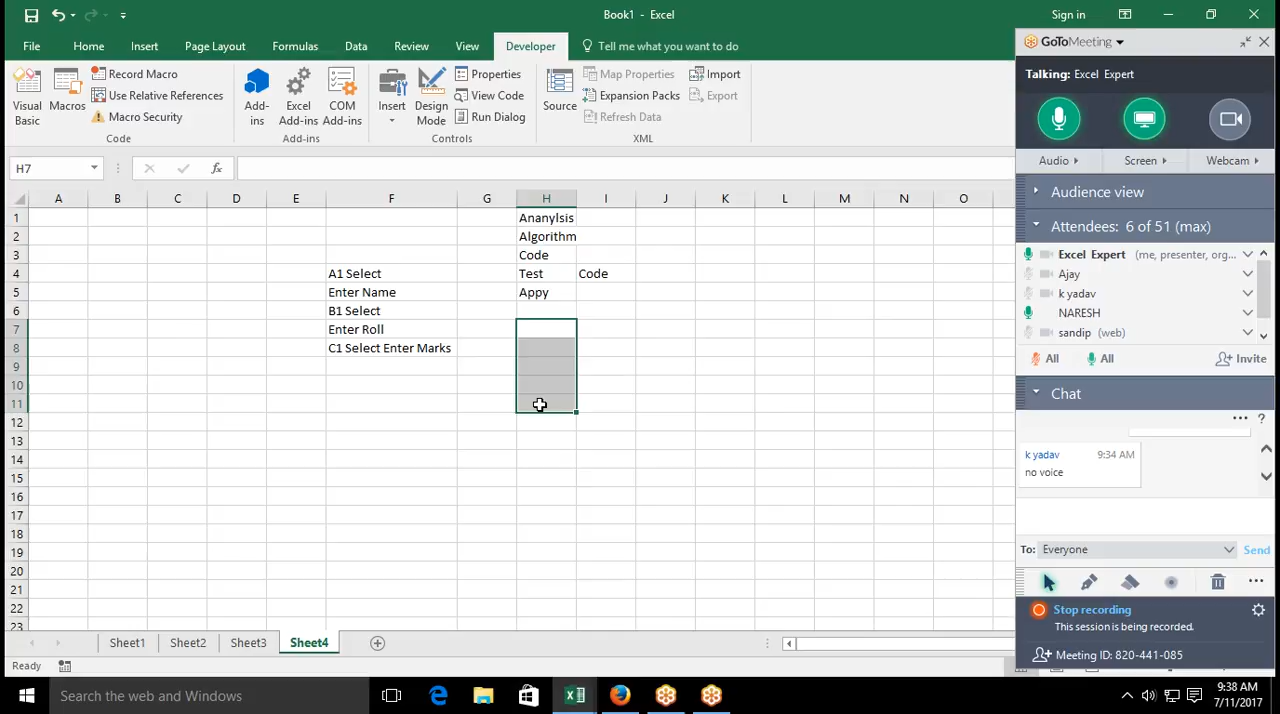 Book1 - Excel
Sign in
File
Home
Insert
Page Layout
Formulas
Data
Review
View
Developer
Tell me what you want to do
Visual Basic
Macros
Record Macro
Use Relative References
Macro Security
Code
Add-ins
Excel Add-ins
COM Add-ins
Add-ins
Insert
Design Mode
Properties
View Code
Run Dialog
Controls
Source
Map Properties
Expansion Packs
Refresh Data
Import
Export
XML
H7
fx
A B C D E F G H I J K L M N O
1 Ananylsis
2 Algorithm
3 Code
4 A1 Select Test Code
5 Enter Name Appy
6 B1 Select
7 Enter Roll
8 C1 Select Enter Marks
9
10
11
12
13
14
15
16
17
18
19
20
21
22
23
Sheet1 Sheet2 Sheet3 Sheet4
Ready
GoToMeeting
Talking: Excel Expert
Audio
Screen
Webcam
Audience view
Attendees: 6 of 51 (max)
Excel Expert (me, presenter, org...
Ajay
k yadav
NARESH
sandip (web)
All
All
Invite
Chat
... ?
k yadav 9:34 AM
no voice
To: Everyone
Send
Stop recording
This session is being recorded.
Meeting ID: 820-441-085
Search the web and Windows
9:38 AM
7/11/2017